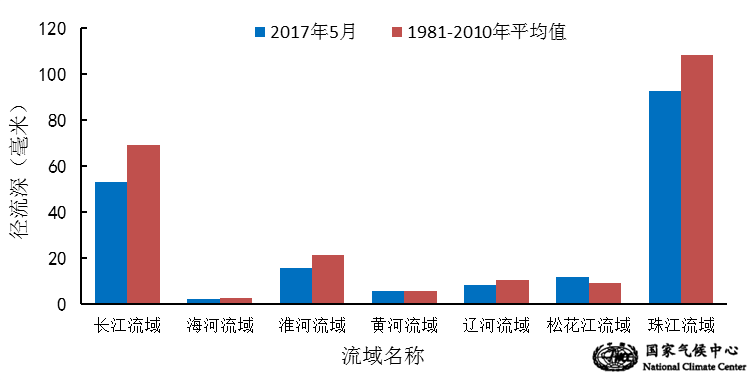 2017年5月 1981-2010年平均值
径流深（毫米）
120
100
80
60
40
20
0
长江流域 海河流域 淮河流域 黄河流域 辽河流域 松花江流域 珠江流域
流域名称
国家气候中心
National Climate Center